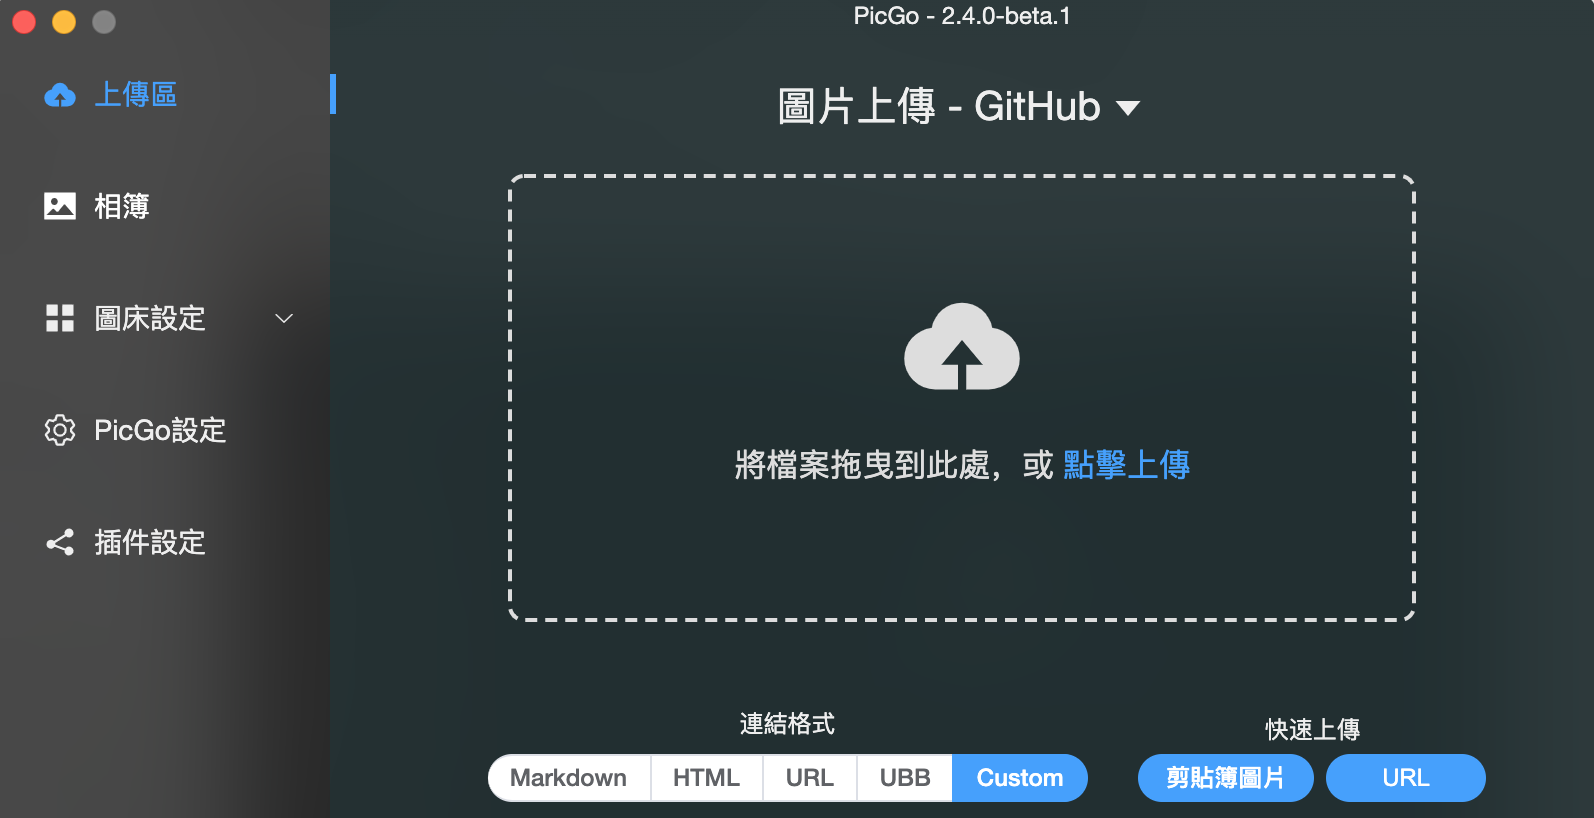 PicGo - 2.4.0-beta.1
上傳區
相簿
圖床設定
PicGo設定
插件設定
圖片上傳 - GitHub
將檔案拖曳到此處，或 點擊上傳
連結格式
Markdown HTML URL UBB Custom
快速上傳
剪貼簿圖片 URL